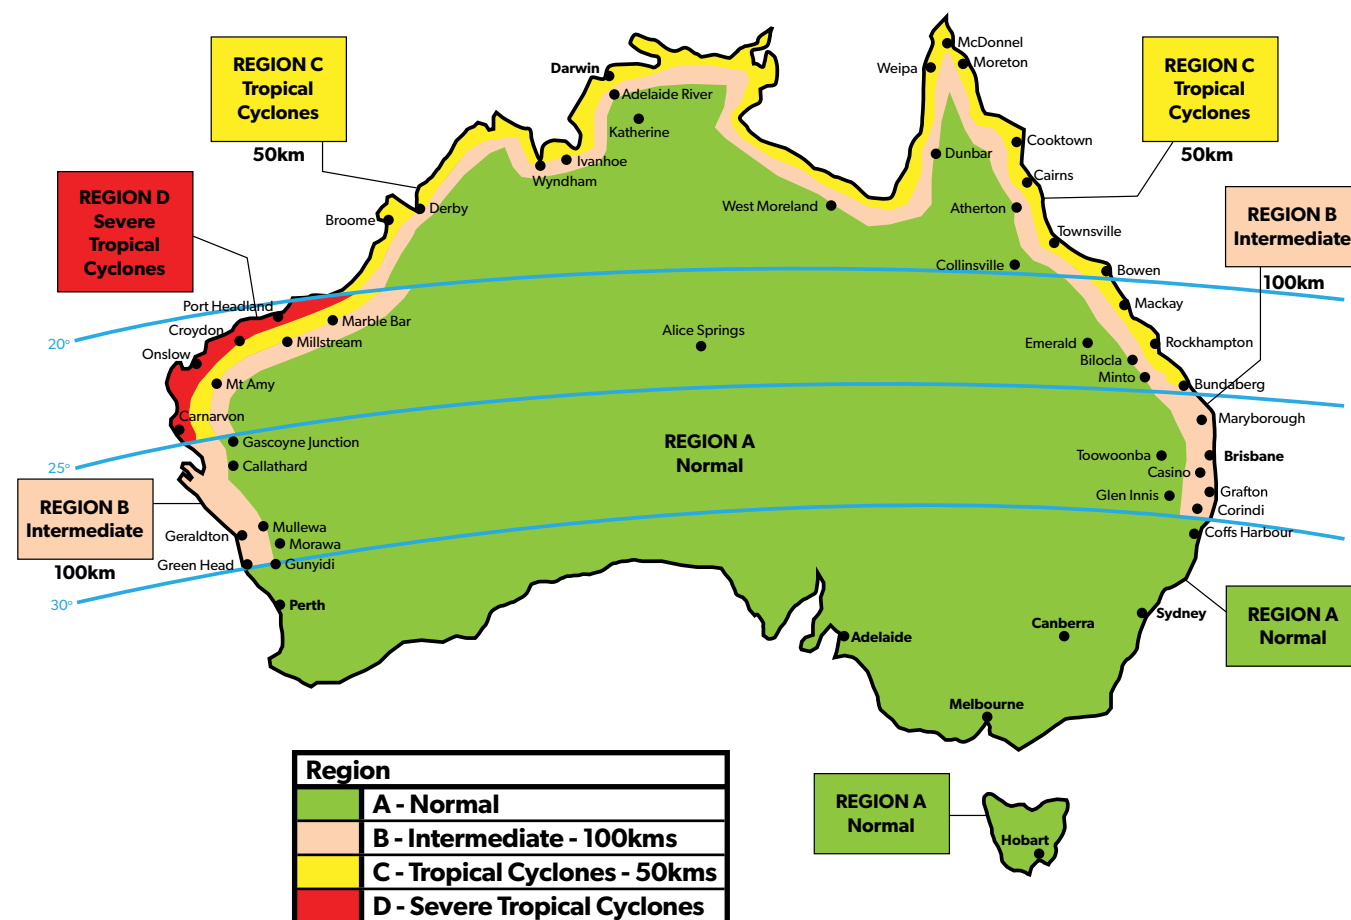 McDonnel
Moreton
Weipa
REGION C
Tropical
Cyclones
50km
Darwin
REGION C
Tropical
Cyclones
50km
Adelaide River
Katherine
Cooktown
Ivanhoe
Wyndham
Dunbar
Cairns
REGION D
Severe
Tropical
Cyclones
Broome
Derby
West Moreland
Atherton
REGION B
Intermediate
100km
Townsville
Collinsville
Bowen
Port Headland
Croydon
Marble Bar
Millstream
Onslow
20°
Alice Springs
Mackay
Emerald
Rockhampton
Bilocla
Minto
Mt Amy
Bundaberg
Carnarvon
Maryborough
Gascoyne Junction
Callathard
25°
REGION A
Normal
Toowoonba
Brisbane
Casino
Glen Innis
Grafton
Corindi
REGION B
Intermediate
100km
Mullewa
Geraldton
Morawa
Green Head
Gunyidi
Coffs Harbour
30°
Perth
Adelaide
Canberra
Sydney
REGION A
Normal
Melbourne
Region
A - Normal
B - Intermediate - 100kms
C - Tropical Cyclones - 50kms
D - Severe Tropical Cyclones
REGION A
Normal
Hobart